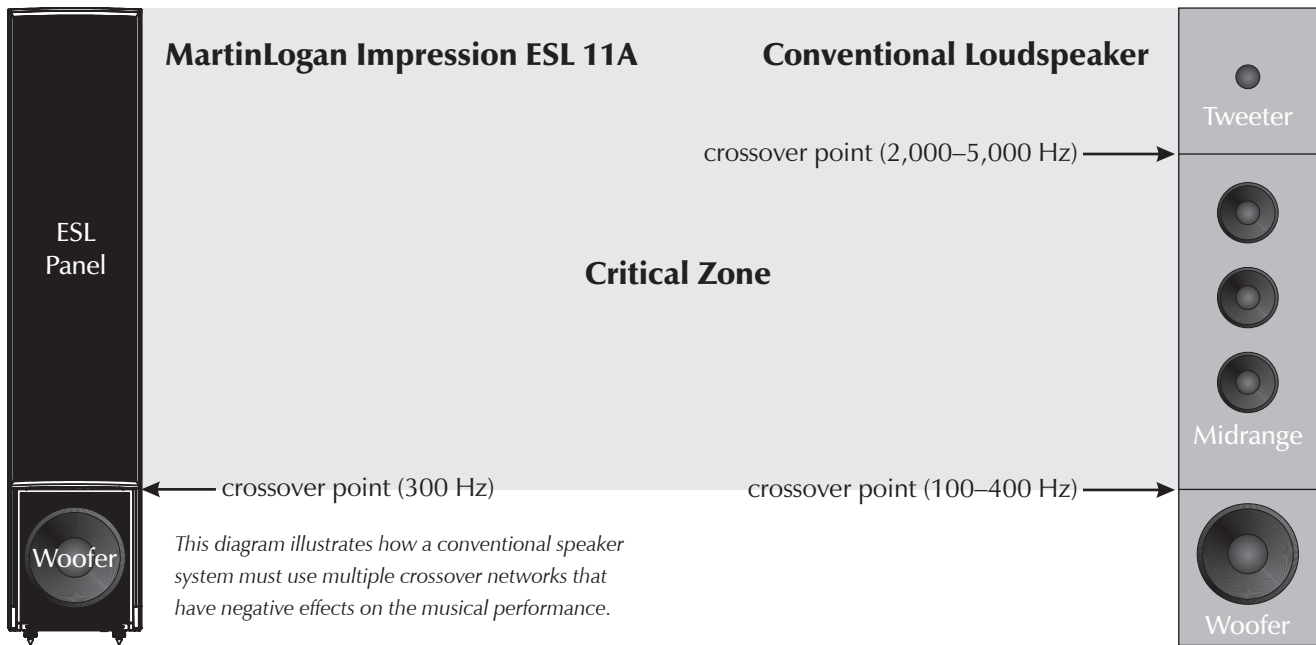 MartinLogan Impression ESL 11A
Conventional Loudspeaker
Tweeter
crossover point (2,000–5,000 Hz)
ESL
Panel
Critical Zone
Midrange
crossover point (300 Hz)
crossover point (100–400 Hz)
Woofer
This diagram illustrates how a conventional speaker
system must use multiple crossover networks that
have negative effects on the musical performance.
Woofer